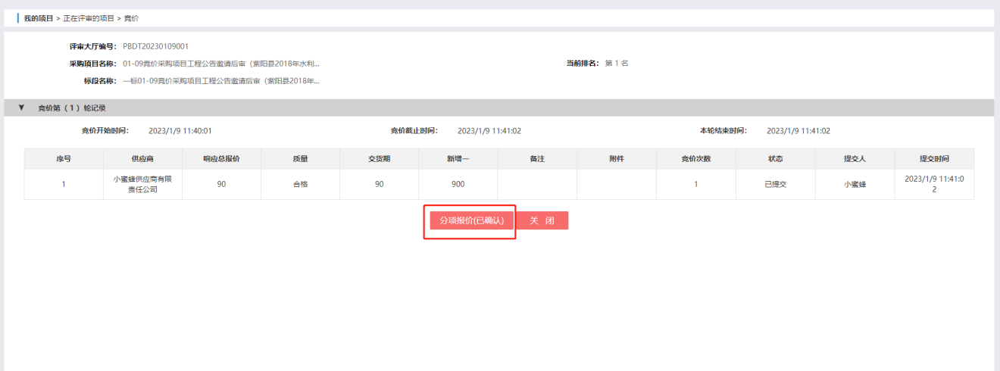 我的项目 > 正在评审的项目 > 竞价
评审大厅编号： PBDT20230109001
采购项目名称： 01-09竞价采购项目工程公告邀请后审（紫阳县2018年水利... 当前排名： 第 1 名
标段名称： 一标01-09竞价采购项目工程公告邀请后审（紫阳县2018年...
▼ 竞价第（1）轮记录
竞价开始时间： 2023/1/9 11:40:01 竞价截止时间： 2023/1/9 11:41:02 本轮结束时间： 2023/1/9 11:41:02
序号 供应商 响应总报价 质量 交货期 新增一 备注 附件 竞价次数 状态 提交人 提交时间
1 小蜜蜂供应商有限责任公司 90 合格 90 900 1 已提交 小蜜蜂 2023/1/9 11:41:02
分项报价(已确认) 关 闭